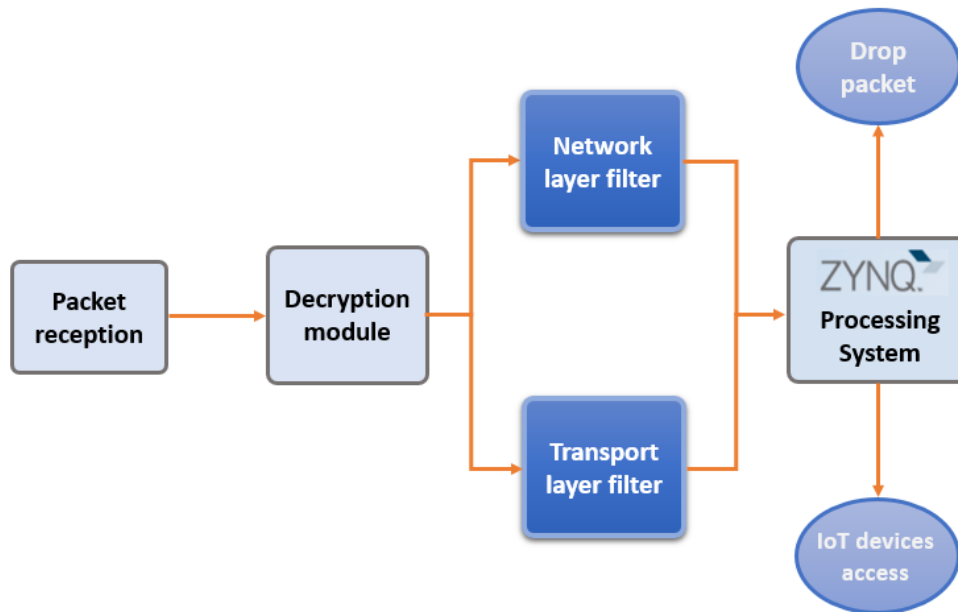 Packet
reception
Decryption
module
Network
layer filter
Transport
layer filter
Drop
packet
ZYNQ.
Processing
System
IoT devices
access